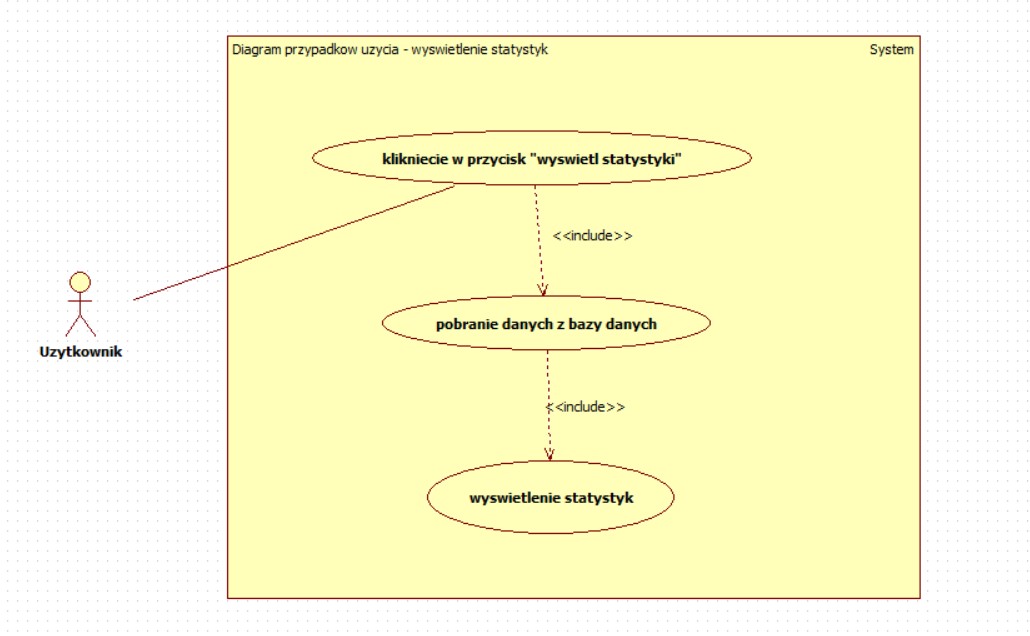 Diagram przypadkow uzycia - wyswietlenie statystyk
System
klikniecie w przycisk "wyswietl statystyki"
<<include>>
pobranie danych z bazy danych
Uzytkownik
<<include>>
wyswietlenie statystyk